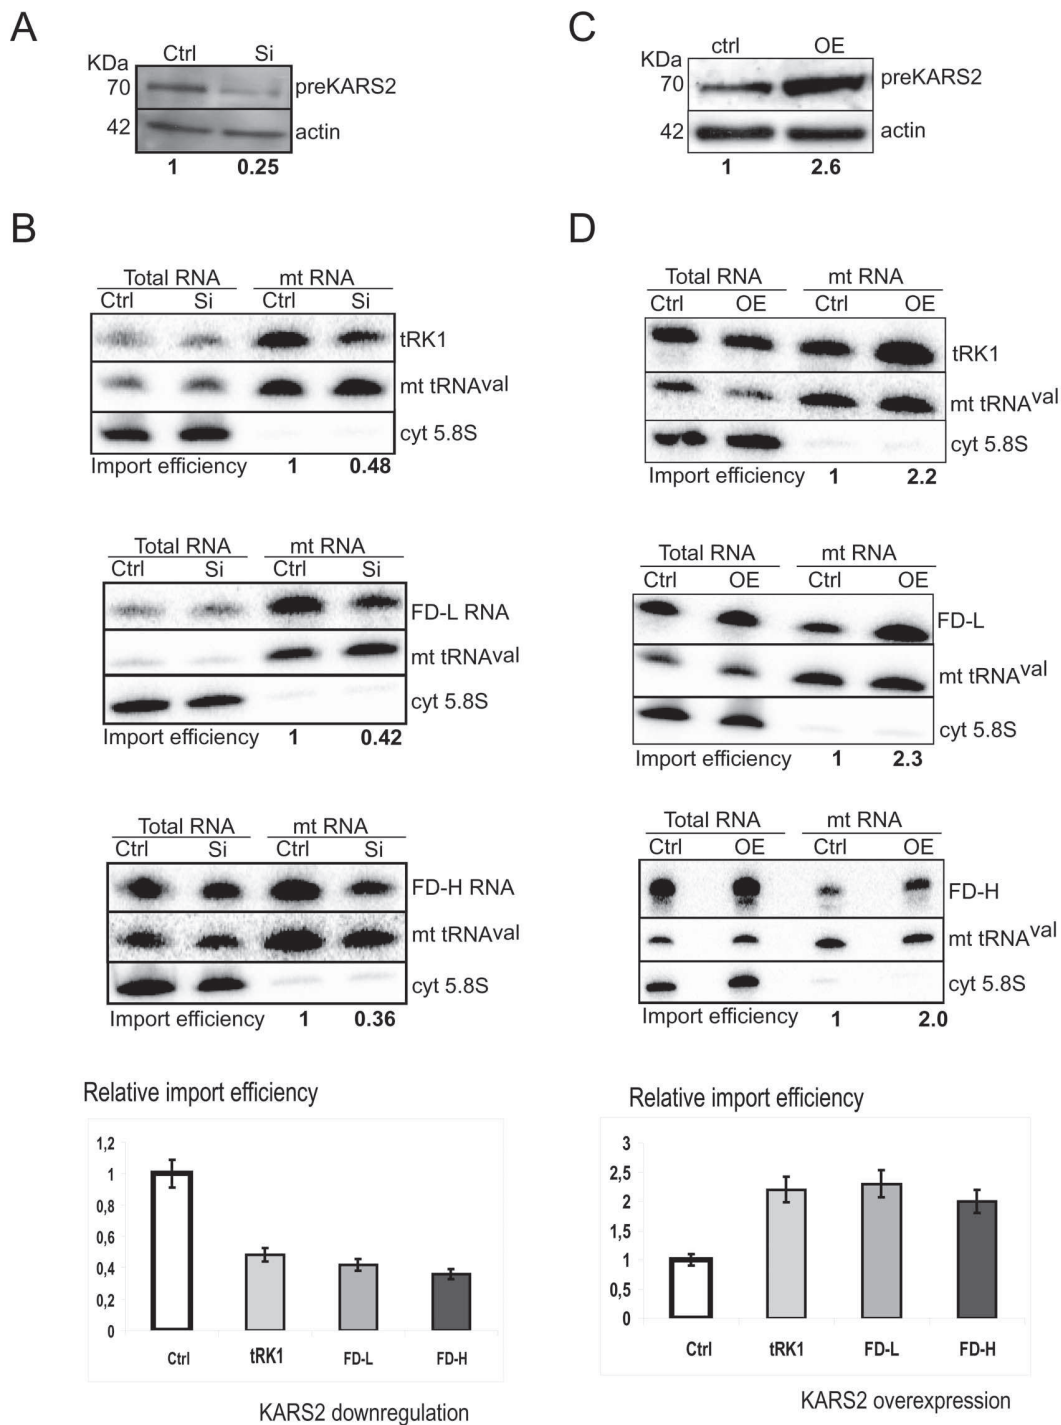 A
Ctrl Si
KDa
70 preKARS2
42 actin
1 0.25
B
Total RNA mt RNA
Ctrl Si Ctrl Si
tRK1
mt tRNAval
cyt 5.8S
Import efficiency 1 0.48
Total RNA mt RNA
Ctrl Si Ctrl Si
FD-L RNA
mt tRNAval
cyt 5.8S
Import efficiency 1 0.42
Total RNA mt RNA
Ctrl Si Ctrl Si
FD-H RNA
mt tRNAval
cyt 5.8S
Import efficiency 1 0.36
Relative import efficiency
1,2
1
0,8
0,6
0,4
0,2
0
Ctrl tRK1 FD-L FD-H
KARS2 downregulation
C
ctrl OE
KDa
70 preKARS2
42 actin
1 2.6
D
Total RNA mt RNA
Ctrl OE Ctrl OE
tRK1
mt tRNAval
cyt 5.8S
Import efficiency 1 2.2
Total RNA mt RNA
Ctrl OE Ctrl OE
FD-L
mt tRNAval
cyt 5.8S
Import efficiency 1 2.3
Total RNA mt RNA
Ctrl OE Ctrl OE
FD-H
mt tRNAval
cyt 5.8S
Import efficiency 1 2.0
Relative import efficiency
3
2,5
2
1,5
1
0,5
0
Ctrl tRK1 FD-L FD-H
KARS2 overexpression